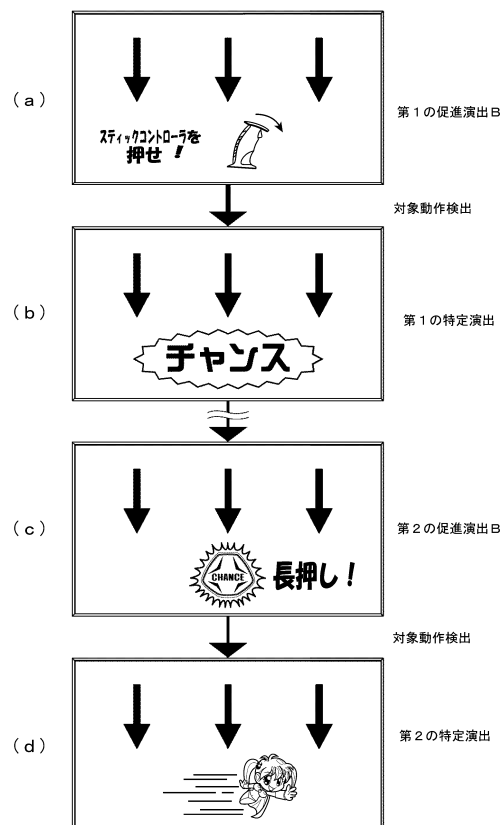 (a)
第1の促進演出B
スティックコントローラを
押せ!
対象動作検出
(b)
第1の特定演出
チャンス
(c)
第2の促進演出B
CHANCE
長押し!
対象動作検出
(d)
第2の特定演出